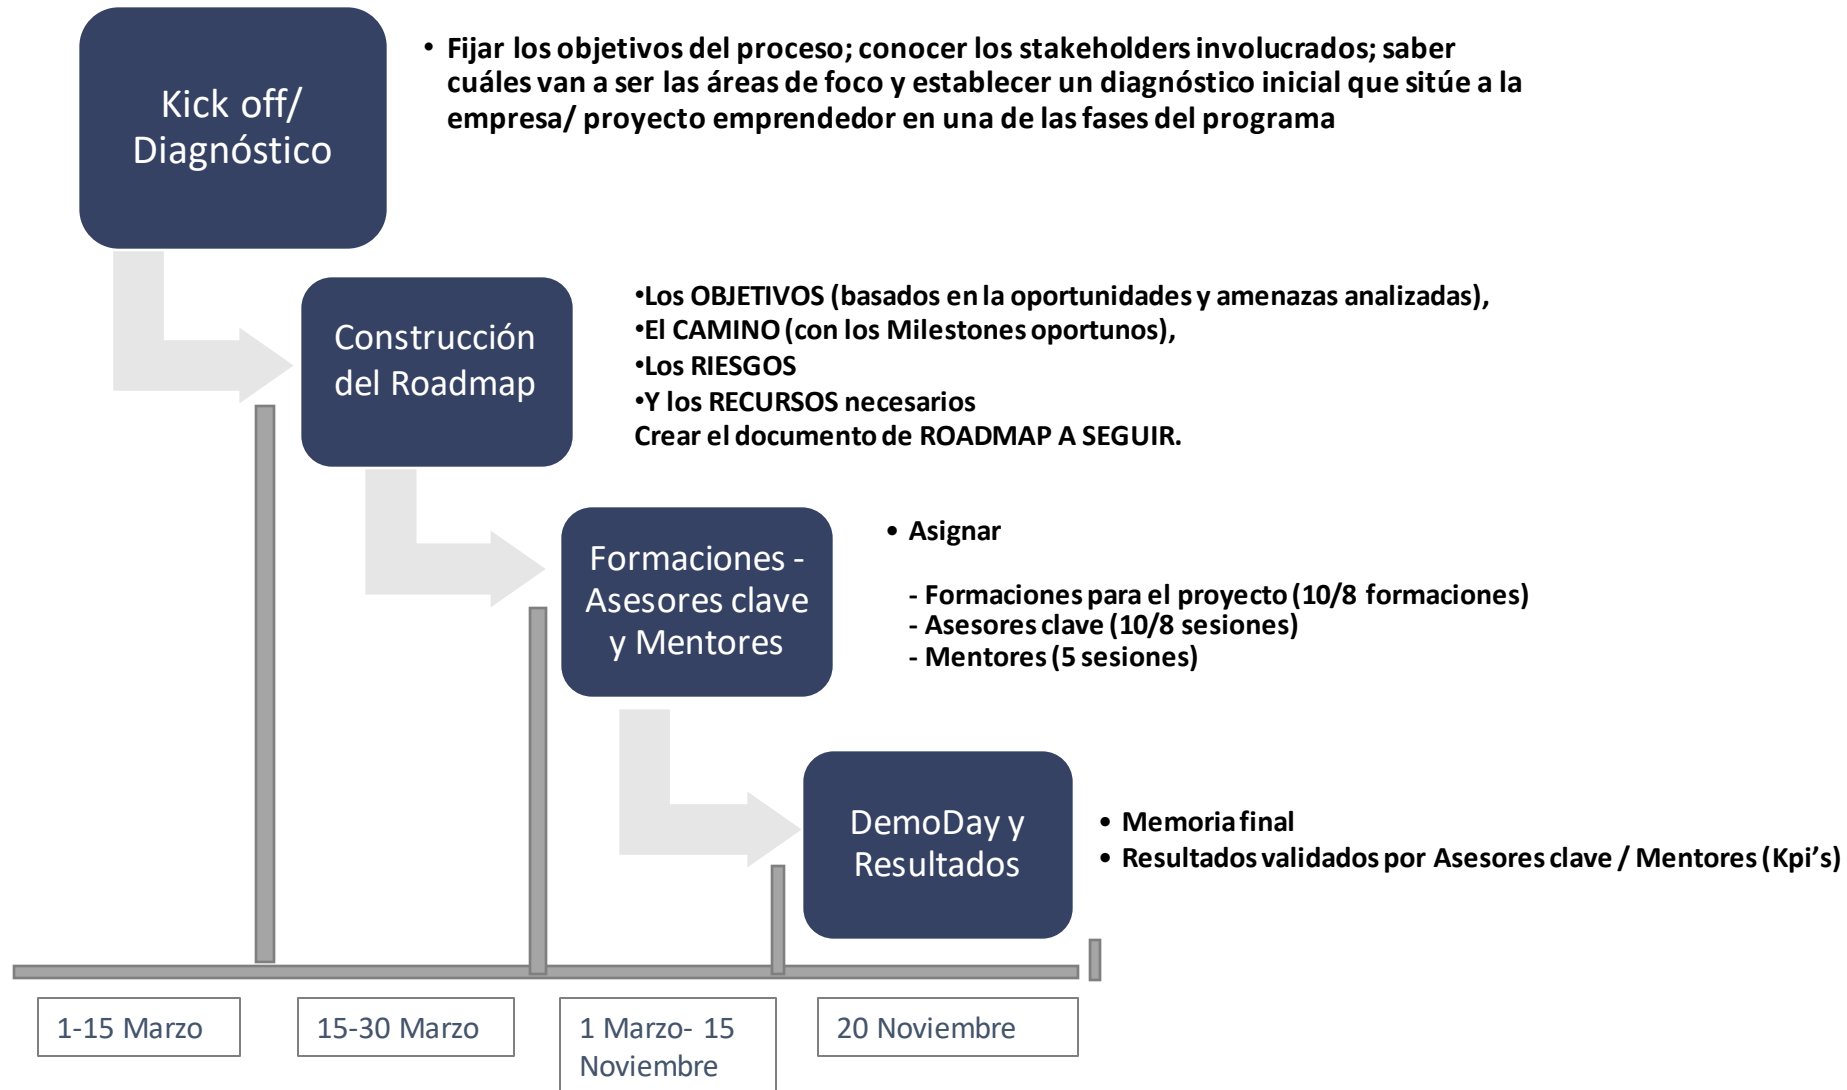 Kick off/
Diagnóstico
• Fijar los objetivos del proceso; conocer los stakeholders involucrados; saber
cuáles van a ser las áreas de foco y establecer un diagnóstico inicial que sitúe a la
empresa/ proyecto emprendedor en una de las fases del programa
Construcción
del Roadmap
•Los OBJETIVOS (basados en la oportunidades y amenazas analizadas),
•El CAMINO (con los Milestones oportunos),
•Los RIESGOS
•Y los RECURSOS necesarios
Crear el documento de ROADMAP A SEGUIR.
Formaciones -
Asesores clave
y Mentores
• Asignar
- Formaciones para el proyecto (10/8 formaciones)
- Asesores clave (10/8 sesiones)
- Mentores (5 sesiones)
DemoDay y
Resultados
• Memoria final
• Resultados validados por Asesores clave / Mentores (Kpi’s)
1-15 Marzo
15-30 Marzo
1 Marzo- 15
Noviembre
20 Noviembre